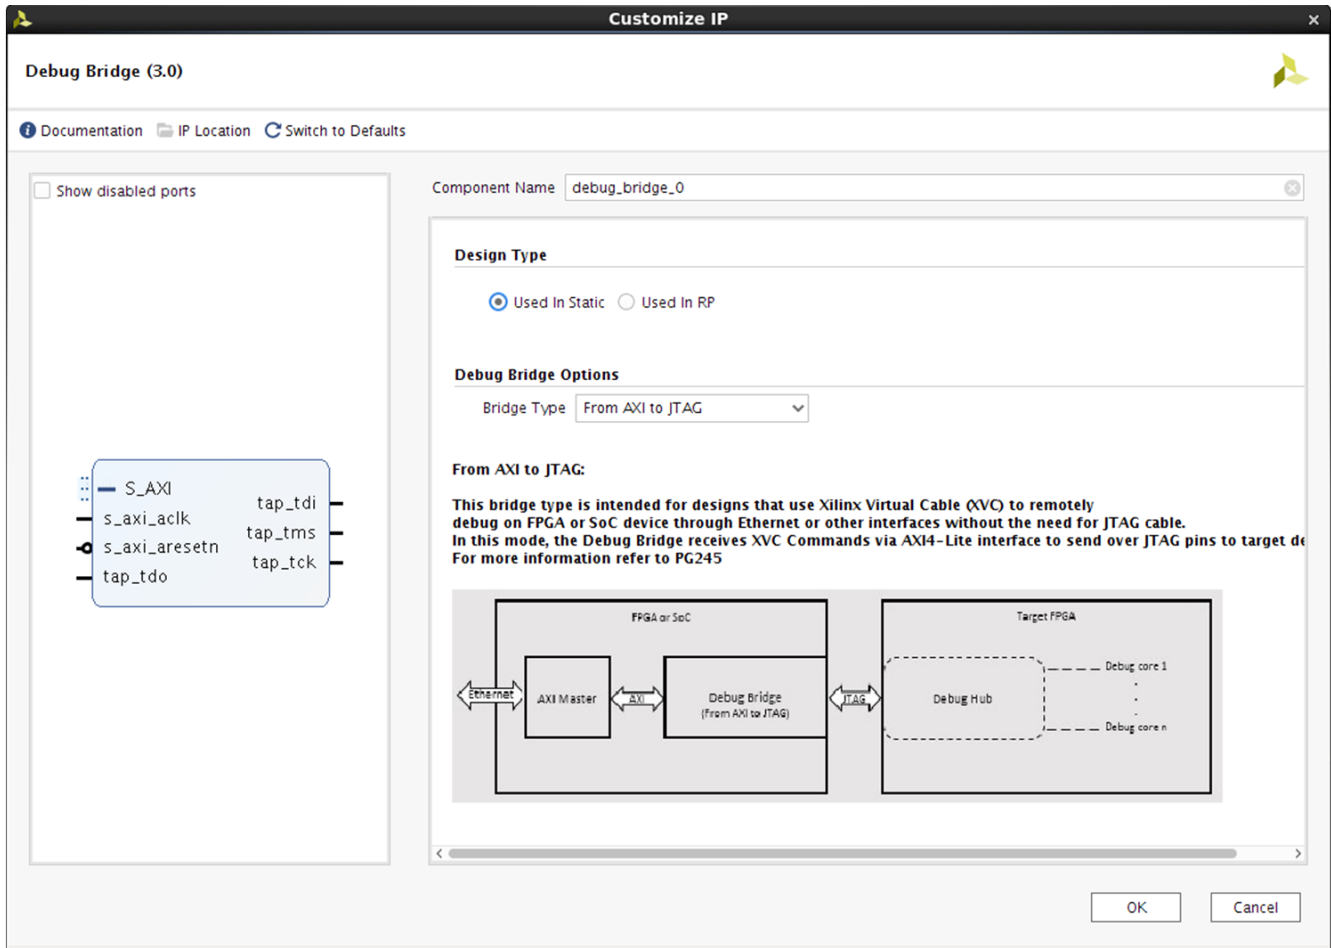 Customize IP
Debug Bridge (3.0)
Documentation IP Location Switch to Defaults
Show disabled ports
Component Name debug_bridge_0
Design Type
Used In Static Used In RP
Debug Bridge Options
Bridge Type From AXI to JTAG
From AXI to JTAG:
This bridge type is intended for designs that use Xilinx Virtual Cable (XVC) to remotely
debug on FPGA or SoC device through Ethernet or other interfaces without the need for JTAG cable.
In this mode, the Debug Bridge receives XVC Commands via AXI4-Lite interface to send over JTAG pins to target de
For more information refer to PG245
S_AXI
s_axi_aclk
s_axi_aresetn
tap_tdo
tap_tdi
tap_tms
tap_tck
FPGA or SoC
Target FPGA
Ethernet
AXI Master
AXI
Debug Bridge
(From AXI to JTAG)
JTAG
Debug Hub
Debug core 1
Debug core n
OK Cancel